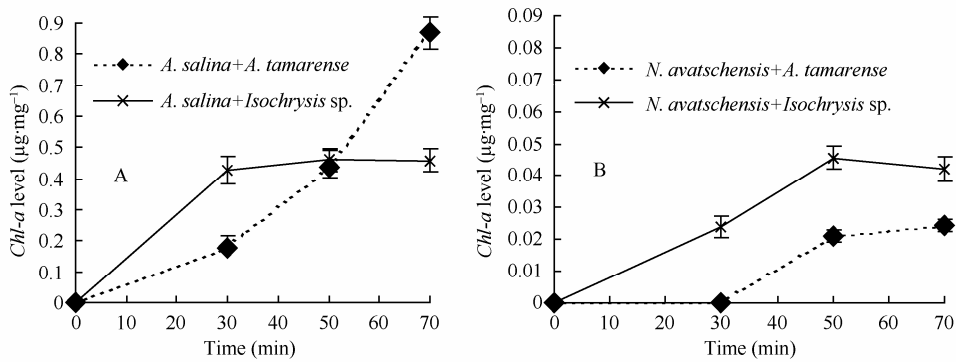 0.9
0.8
0.7
0.6
0.5
0.4
0.3
0.2
0.1
0
Chl-a level (μg·mg⁻¹)
A. salina+A. tamarense
A. salina+Isochrysis sp.
A
0 10 20 30 40 50 60 70
Time (min)
0.09
0.08
0.07
0.06
0.05
0.04
0.03
0.02
0.01
0.00
Chl-a level (μg·mg⁻¹)
N. avatschensis+A. tamarense
N. avatschensis+Isochrysis sp.
B
0 10 20 30 40 50 60 70
Time (min)